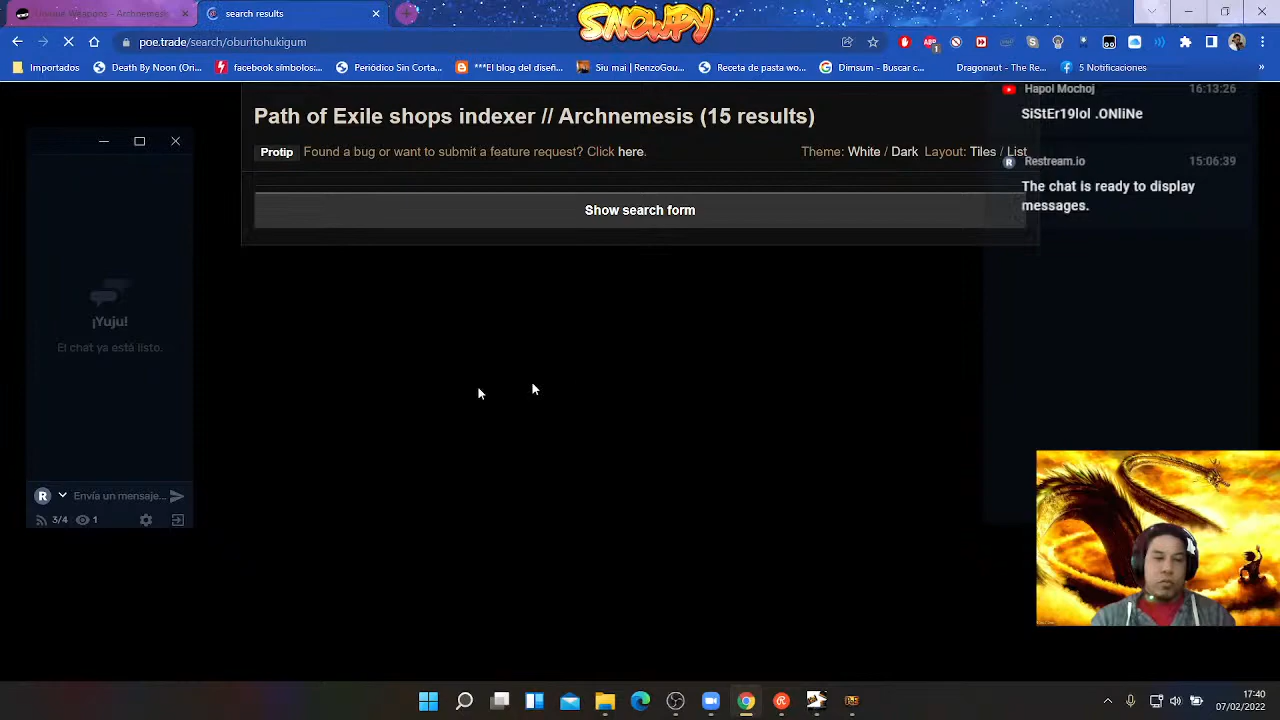 Unique Weapons - Archnemesis
search results
SNOWPY
poe.trade/search/oburitohukigum
Importados
Death By Noon (On...
facebook símbolos...
Periódico Sin Corta...
***El blog del diseñ...
Siu mai | RenzoGou...
Receta de pasta wo...
Dimsum - Buscar c...
Dragonaut - The Re...
5 Notificaciones
Path of Exile shops indexer // Archnemesis (15 results)
Protip Found a bug or want to submit a feature request? Click here.
Theme: White / Dark Layout: Tiles / List
Show search form
Hapol Mochoj 16:13:26
SiStEr19lol .ONliNe
Restream.io 15:06:39
The chat is ready to display
messages.
¡Yuju!
El chat ya está listo.
R Envía un mensaje...
3/4 1
17:40
07/02/2022